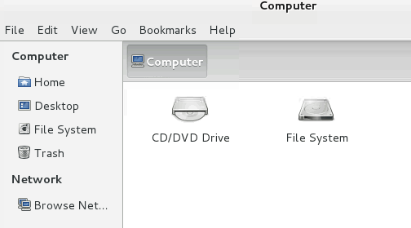 Computer
File Edit View Go Bookmarks Help
Computer
Home
Desktop
File System
Trash
Network
Browse Net...
Computer
CD/DVD Drive File System